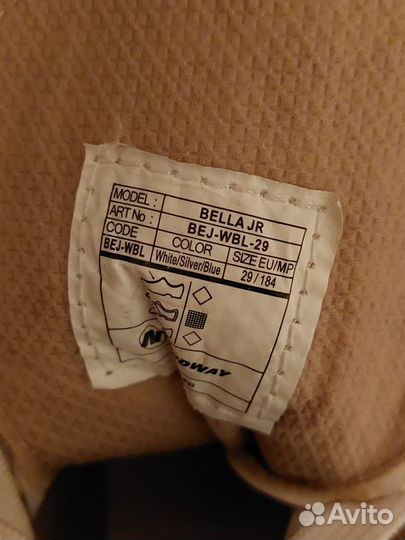 MODEL : BELLA JR
ART No : BEJ-WBL-29
CODE COLOR SIZE EU/MP
BEJ-WBL White/Silver/Blue 29 / 184
Avito